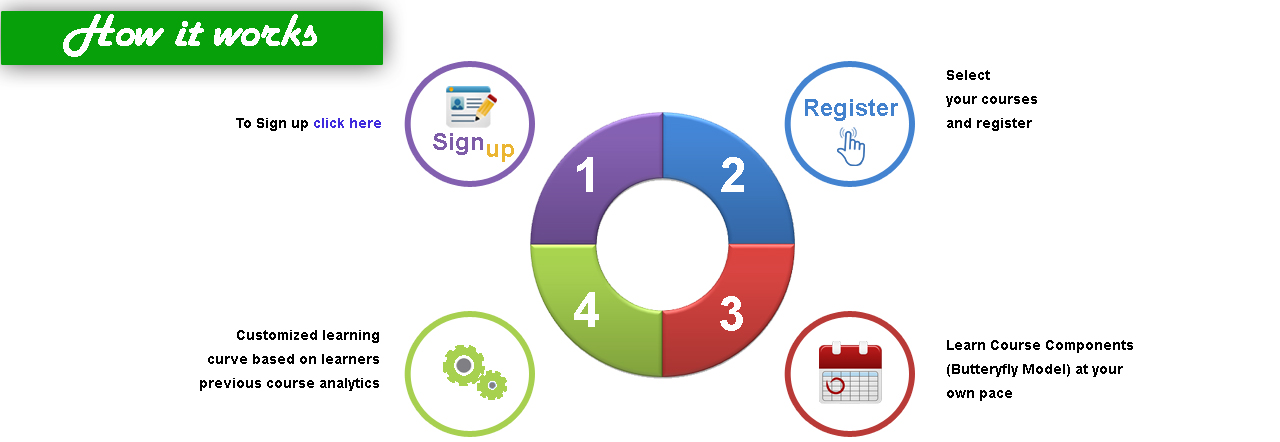 How it works
To Sign up click here
Sign up
1
Register
Select
your courses
and register
2
3
Learn Course Components
(Butteryfly Model) at your
own pace
4
Customized learning
curve based on learners
previous course analytics